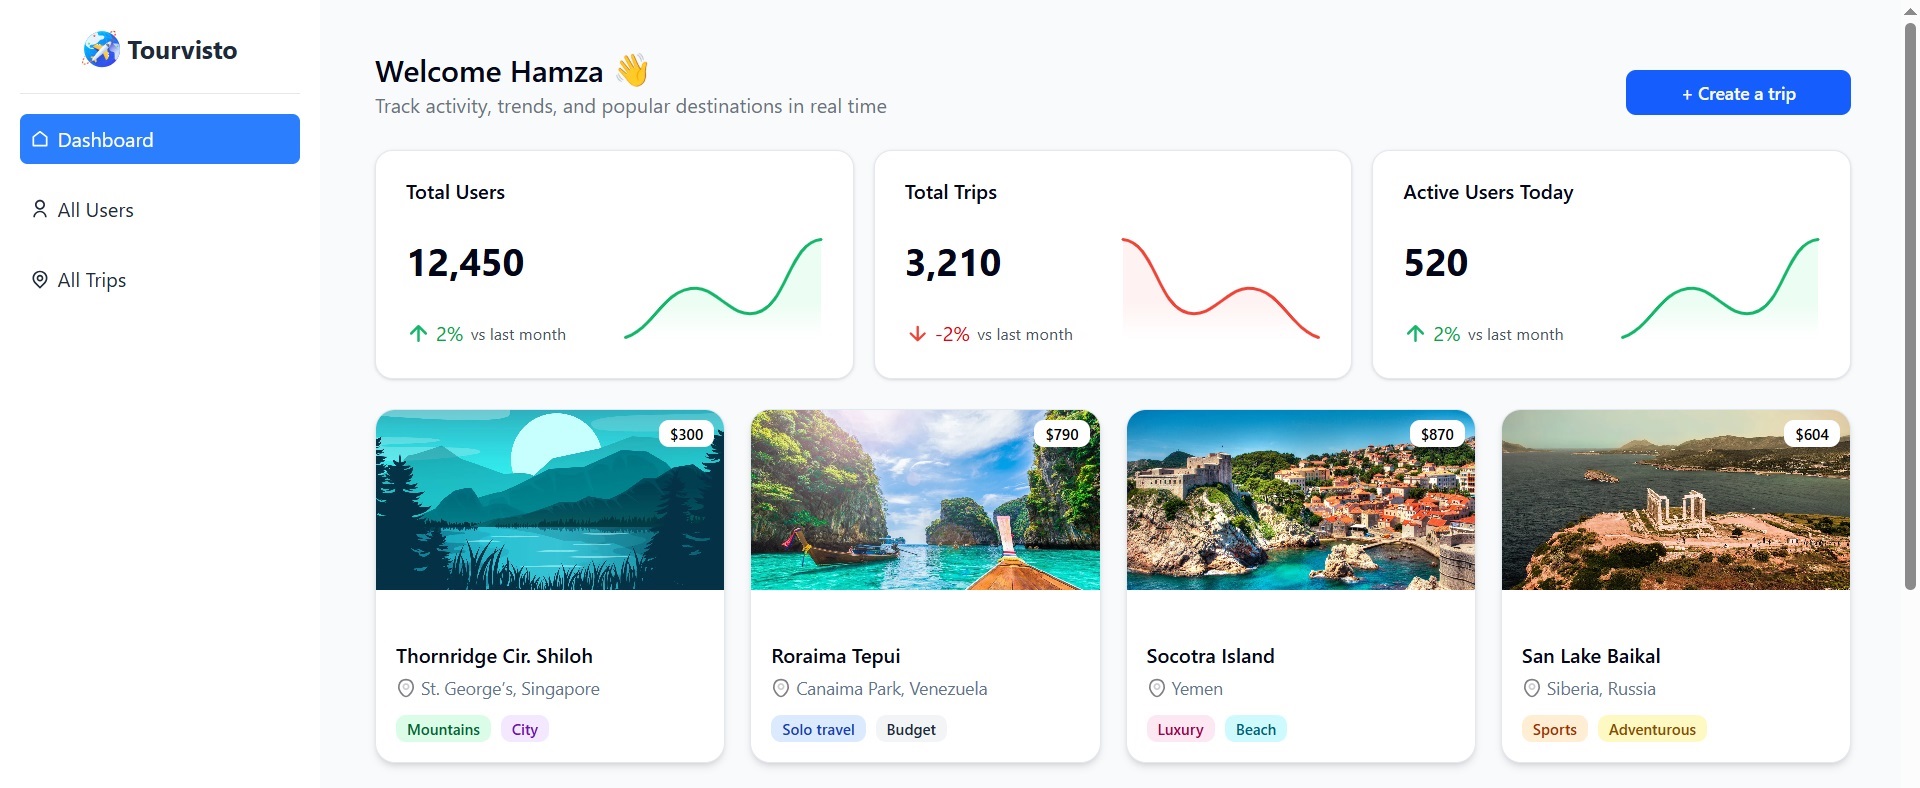 Tourvisto
Dashboard
All Users
All Trips
Welcome Hamza 👋
Track activity, trends, and popular destinations in real time
+ Create a trip
Total Users
12,450
2% vs last month
Total Trips
3,210
-2% vs last month
Active Users Today
520
2% vs last month
$300
Thornridge Cir. Shiloh
St. George's, Singapore
Mountains City
$790
Roraima Tepui
Canaima Park, Venezuela
Solo travel Budget
$870
Socotra Island
Yemen
Luxury Beach
$604
San Lake Baikal
Siberia, Russia
Sports Adventurous